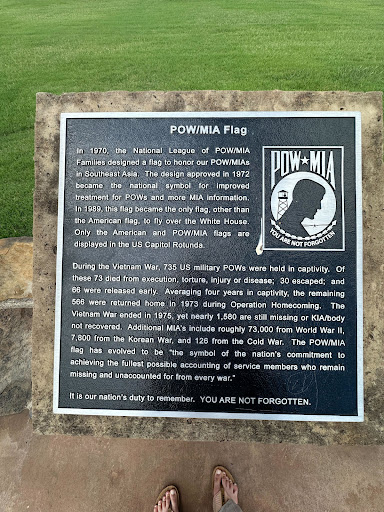 POW/MIA Flag
In 1970, the National League of POW/MIA
Families designed a flag to honor our POW/MIAs
in Southeast Asia. The design approved in 1972
became the national symbol for improved
treatment for POWs and more MIA information.
In 1989, this flag became the only flag, other than
the American flag, to fly over the White House.
Only the American and POW/MIA flags are
displayed in the US Capitol Rotunda.
POW★MIA
YOU ARE NOT FORGOTTEN
During the Vietnam War, 735 US military POWs were held in captivity. Of
these 73 died from execution, torture, injury or disease; 30 escaped; and
66 were released early. Averaging four years in captivity, the remaining
566 were returned home in 1973 during Operation Homecoming. The
Vietnam War ended in 1975, yet nearly 1,580 are still missing or KIA/body
not recovered. Additional MIA's include roughly 73,000 from World War II,
7,800 from the Korean War, and 126 from the Cold War. The POW/MIA
flag has evolved to be "the symbol of the nation's commitment to
achieving the fullest possible accounting of service members who remain
missing and unaccounted for from every war."
It is our nation's duty to remember. YOU ARE NOT FORGOTTEN.